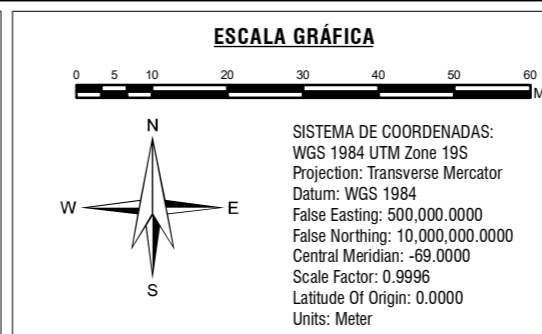 ESCALA GRÁFICA
0 5 10 20 30 40 50 60
M
N
W E
S
SISTEMA DE COORDENADAS:
WGS 1984 UTM Zone 19S
Projection: Transverse Mercator
Datum: WGS 1984
False Easting: 500,000.0000
False Northing: 10,000,000.0000
Central Meridian: -69.0000
Scale Factor: 0.9996
Latitude Of Origin: 0.0000
Units: Meter